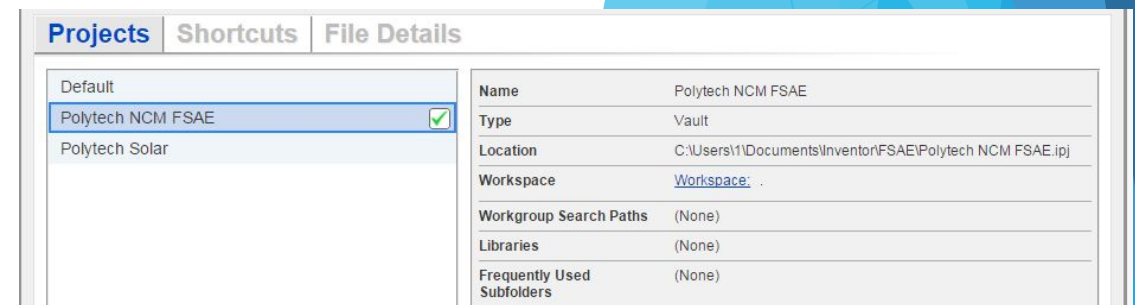 Projects Shortcuts File Details
Default
Polytech NCM FSAE
Polytech Solar
Name Polytech NCM FSAE
Type Vault
Location C:\Users\1\Documents\Inventor\FSAE\Polytech NCM FSAE.ipj
Workspace Workspace: .
Workgroup Search Paths (None)
Libraries (None)
Frequently Used (None)
Subfolders